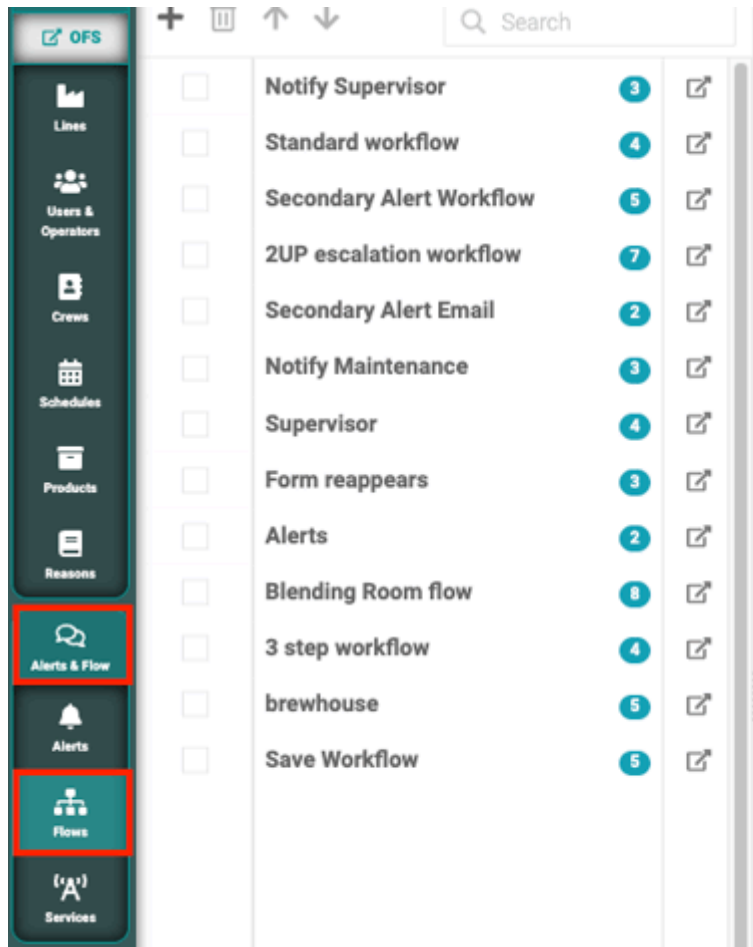 OFS
Search
Lines
Users &
Operators
Crews
Schedules
Products
Reasons
Alerts & Flow
Alerts
Flows
Services
Notify Supervisor 3
Standard workflow 4
Secondary Alert Workflow 5
2UP escalation workflow 7
Secondary Alert Email 2
Notify Maintenance 3
Supervisor 4
Form reappears 3
Alerts 2
Blending Room flow 8
3 step workflow 4
brewhouse 5
Save Workflow 5